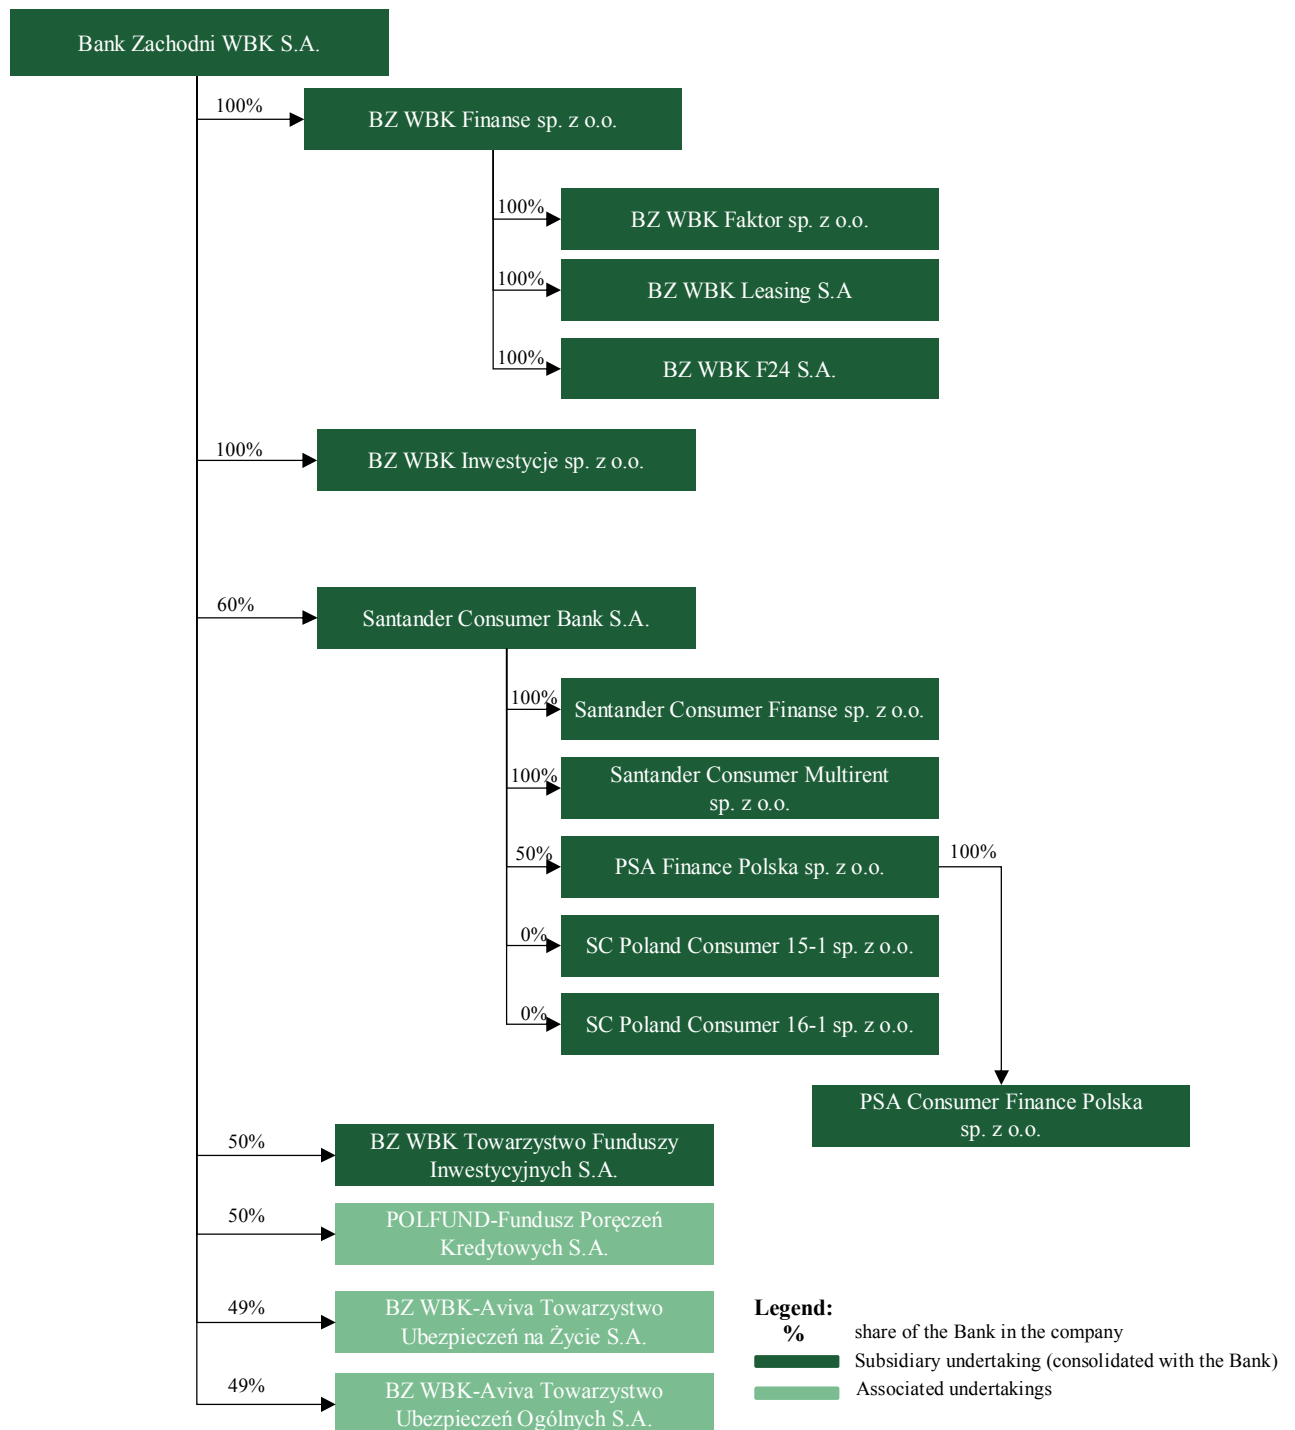 Bank Zachodni WBK S.A.
100%
BZ WBK Finanse sp. z o.o.
100%
BZ WBK Faktor sp. z o.o.
100%
BZ WBK Leasing S.A
100%
BZ WBK F24 S.A.
100%
BZ WBK Inwestycje sp. z o.o.
60%
Santander Consumer Bank S.A.
100%
Santander Consumer Finanse sp. z o.o.
100%
Santander Consumer Multirent
sp. z o.o.
50%
PSA Finance Polska sp. z o.o.
100%
0%
SC Poland Consumer 15-1 sp. z o.o.
0%
SC Poland Consumer 16-1 sp. z o.o.
PSA Consumer Finance Polska
sp. z o.o.
50%
BZ WBK Towarzystwo Funduszy
Inwestycyjnych S.A.
50%
POLFUND-Fundusz Poręczeń
Kredytowych S.A.
49%
BZ WBK-Aviva Towarzystwo
Ubezpieczeń na Życie S.A.
49%
BZ WBK-Aviva Towarzystwo
Ubezpieczeń Ogólnych S.A.
Legend:
% share of the Bank in the company
Subsidiary undertaking (consolidated with the Bank)
Associated undertakings